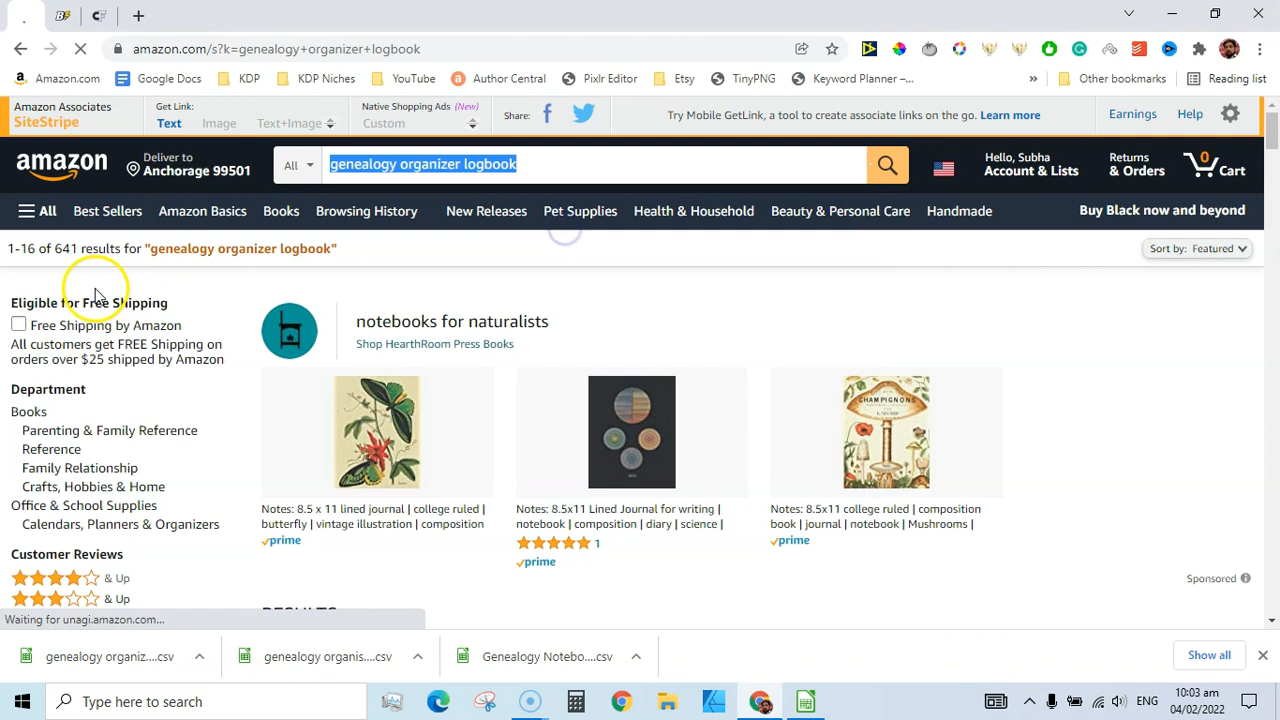 amazon.com/s?k=genealogy+organizer+logbook
Amazon.com
Google Docs
KDP
KDP Niches
YouTube
Author Central
Pixlr Editor
Etsy
TinyPNG
Keyword Planner –...
»
Other bookmarks
Reading list
Amazon Associates
SiteStripe
Get Link:
Text
Image
Text+Image
Native Shopping Ads (New)
Custom
Share:
Try Mobile GetLink, a tool to create associate links on the go. Learn more
Earnings
Help
amazon
Deliver to
Anchorage 99501
All
genealogy organizer logbook
Hello, Subha
Account & Lists
Returns
& Orders
0
Cart
All
Best Sellers
Amazon Basics
Books
Browsing History
New Releases
Pet Supplies
Health & Household
Beauty & Personal Care
Handmade
Buy Black now and beyond
1-16 of 641 results for "genealogy organizer logbook"
Sort by: Featured
Eligible for Free Shipping
Free Shipping by Amazon
All customers get FREE Shipping on
orders over $25 shipped by Amazon
Department
Books
Parenting & Family Reference
Reference
Family Relationship
Crafts, Hobbies & Home
Office & School Supplies
Calendars, Planners & Organizers
Customer Reviews
& Up
& Up
notebooks for naturalists
Shop HearthRoom Press Books
CHAMPIGNONS
Notes: 8.5 x 11 lined journal | college ruled |
butterfly | vintage illustration | composition
prime
Notes: 8.5x11 Lined Journal for writing |
notebook | composition | diary | science |
1
prime
Notes: 8.5x11 college ruled | composition
book | journal | notebook | Mushrooms |
prime
Sponsored
RESULTS
Waiting for unagi.amazon.com...
genealogy organiz....csv
genealogy organis....csv
Genealogy Notebo....csv
Show all
Type here to search
ENG
10:03 am
04/02/2022